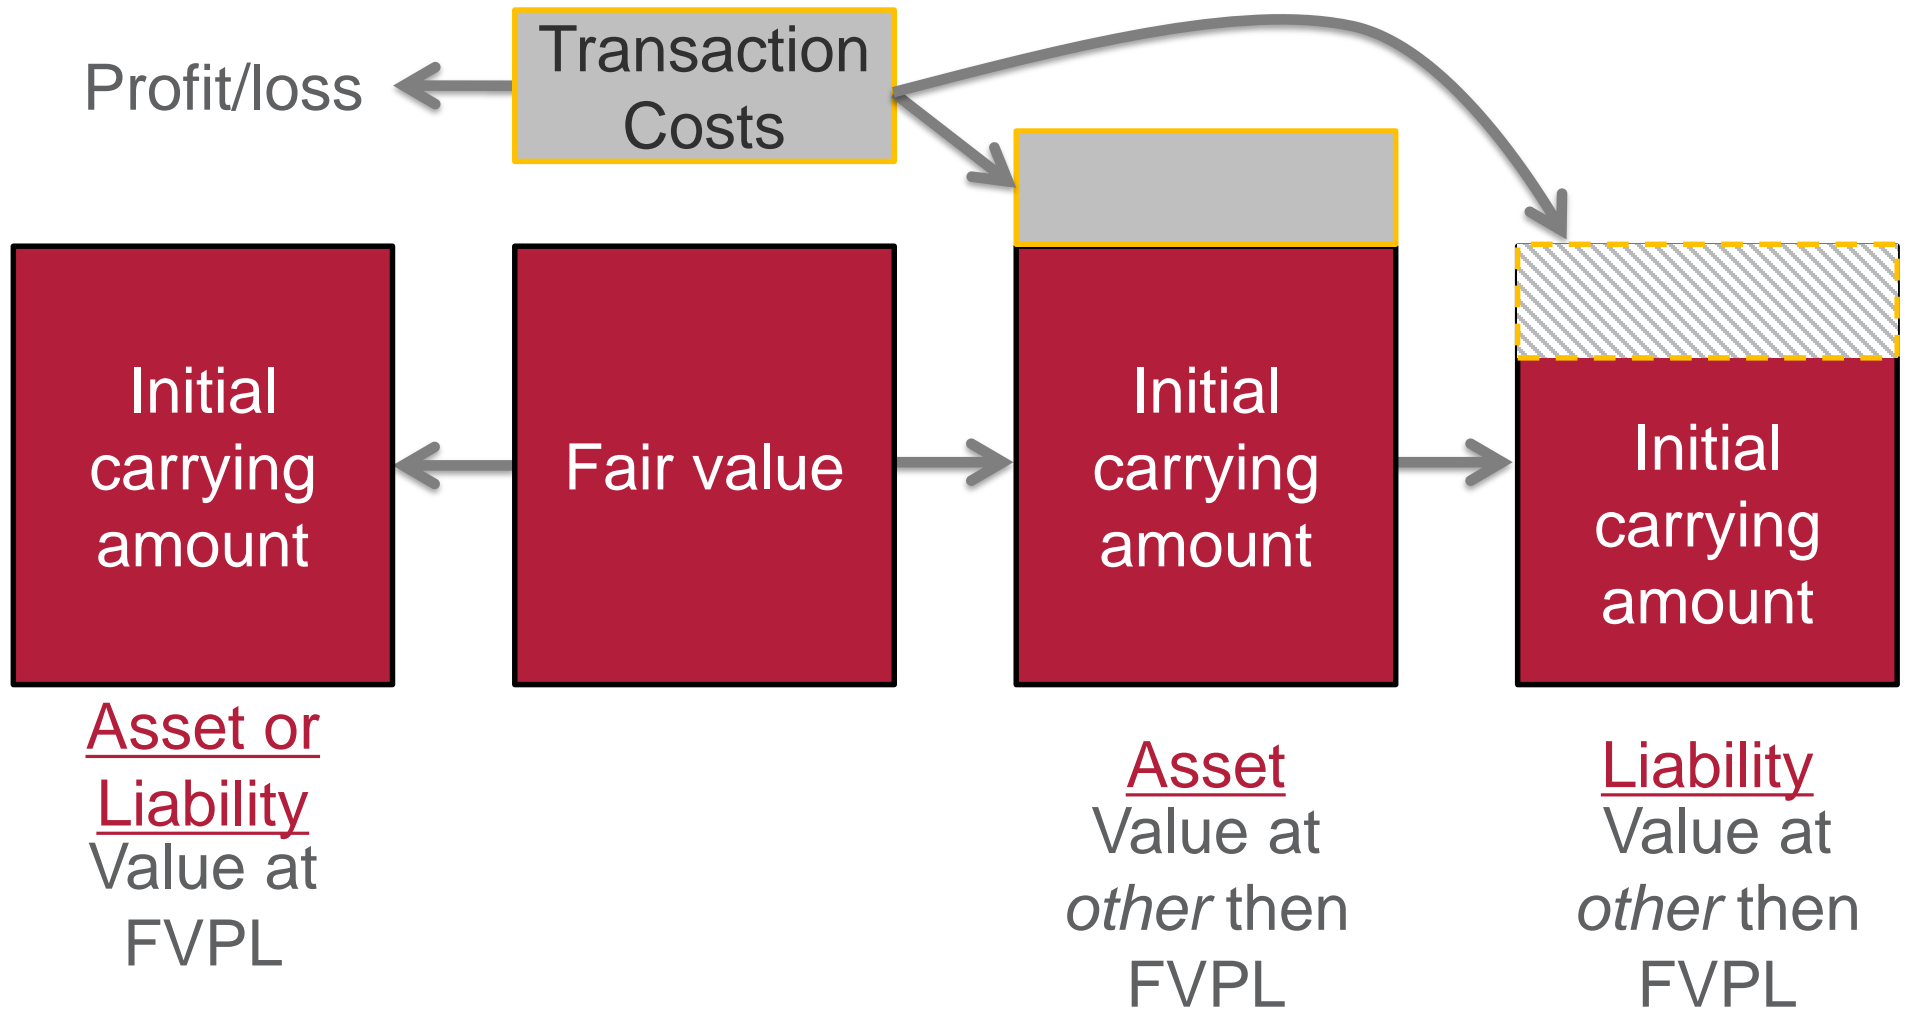 Profit/loss
Transaction
Costs
Initial
carrying
amount
Asset or
Liability
Value at
FVPL
Fair value
Initial
carrying
amount
Asset
Value at
other then
FVPL
Initial
carrying
amount
Liability
Value at
other then
FVPL